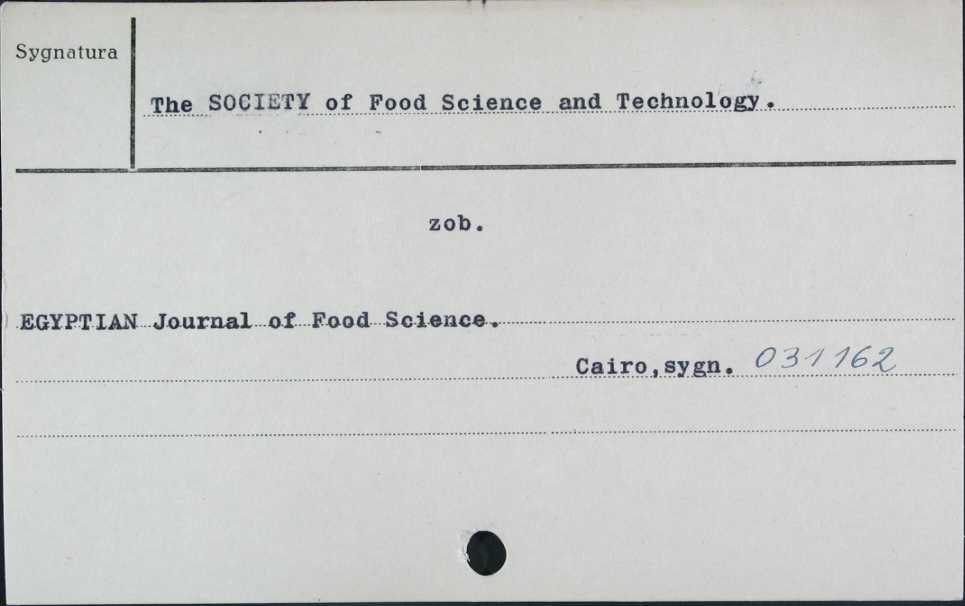 Sygnatura
The SOCIETY of Food Science and Technology.
zob.
EGYPTIAN Journal of Food Science.
Cairo,sygn. 031162